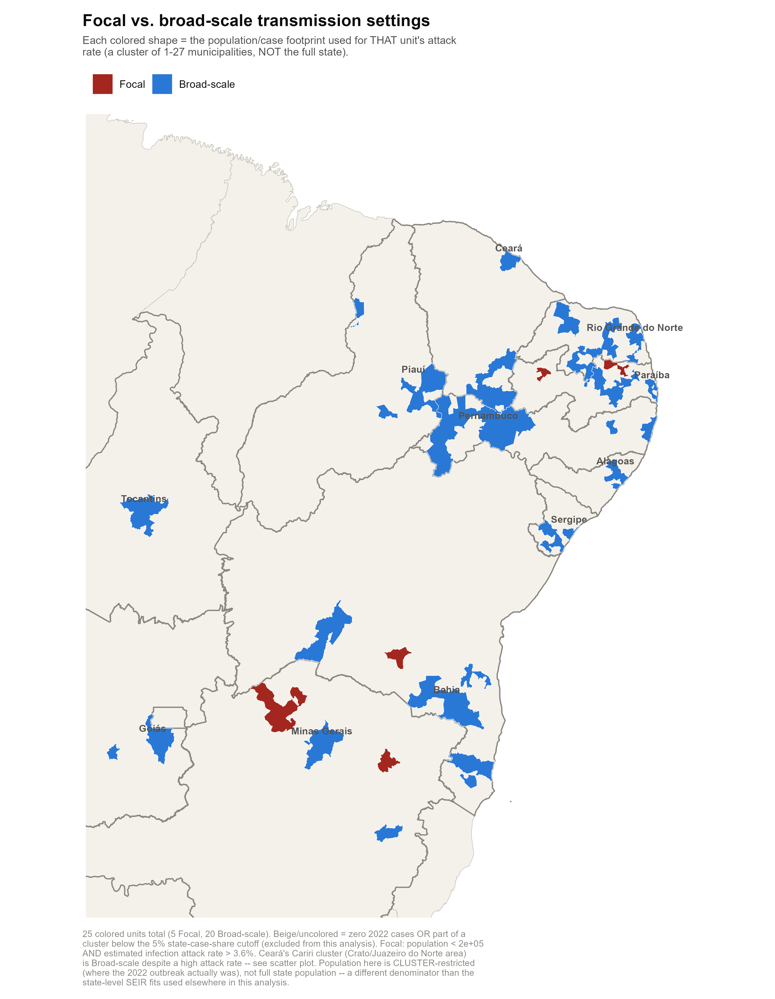 Focal vs. broad-scale transmission settings
Each colored shape = the population/case footprint used for THAT unit's attack
rate (a cluster of 1-27 municipalities, NOT the full state).
Focal
Broad-scale
Ceará
Rio Grande do Norte
Piauí
Paraíba
Pernambuco
Alagoas
Tocantins
Sergipe
Bahia
Goiás
Minas Gerais
25 colored units total (5 Focal, 20 Broad-scale). Beige/uncolored = zero 2022 cases OR part of a
cluster below the 5% state-case-share cutoff (excluded from this analysis). Focal: population < 2e+05
AND estimated infection attack rate > 3.6%. Ceará's Cariri cluster (Crato/Juazeiro do Norte area)
is Broad-scale despite a high attack rate -- see scatter plot. Population here is CLUSTER-restricted
(where the 2022 outbreak actually was), not full state population -- a different denominator than the
state-level SEIR fits used elsewhere in this analysis.